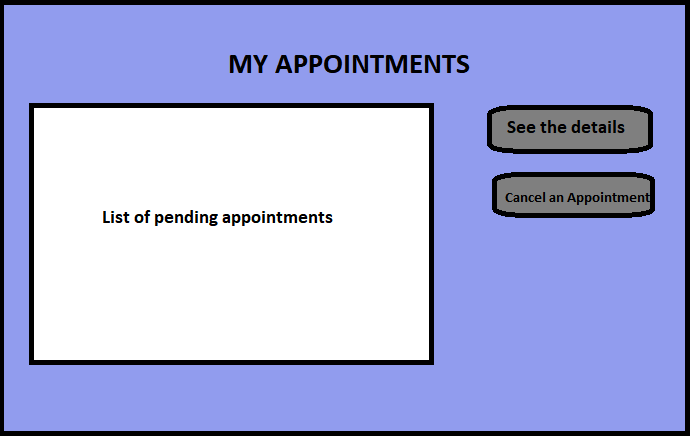 MY APPOINTMENTS
See the details
Cancel an Appointment
List of pending appointments